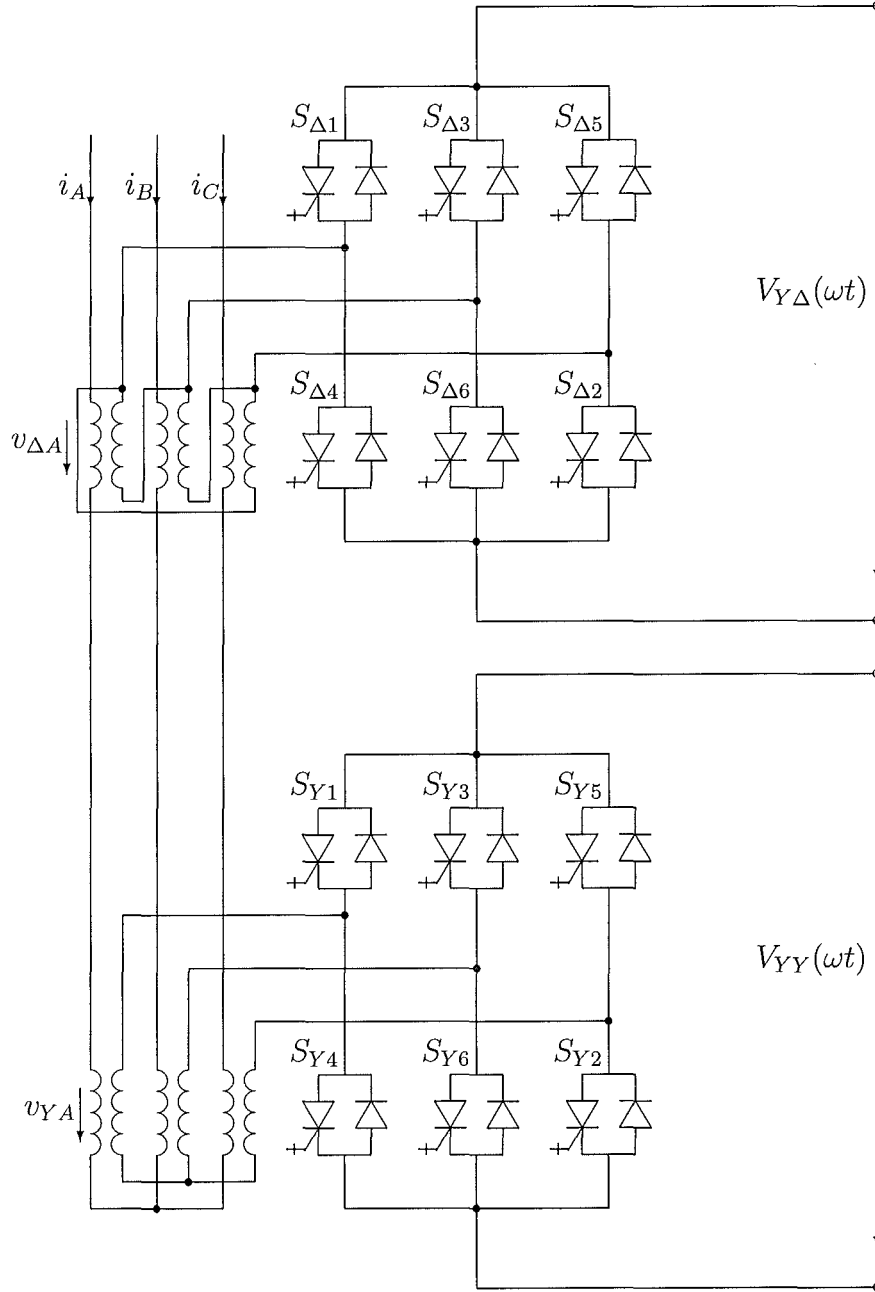 S_{Δ1} S_{Δ3} S_{Δ5}
i_A i_B i_C
V_{YΔ}(ωt)
S_{Δ4} S_{Δ6} S_{Δ2}
v_{ΔA}
S_{Y1} S_{Y3} S_{Y5}
V_{YY}(ωt)
S_{Y4} S_{Y6} S_{Y2}
v_{YA}